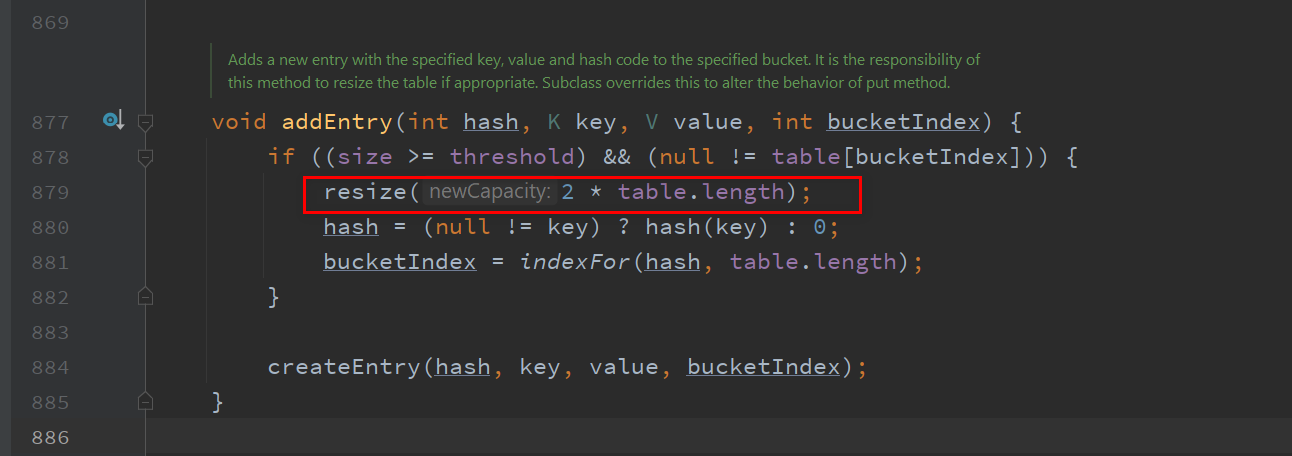 869
Adds a new entry with the specified key, value and hash code to the specified bucket. It is the responsibility of
this method to resize the table if appropriate. Subclass overrides this to alter the behavior of put method.
877 void addEntry(int hash, K key, V value, int bucketIndex) {
878 if ((size >= threshold) && (null != table[bucketIndex])) {
879 resize( newCapacity: 2 * table.length);
880 hash = (null != key) ? hash(key) : 0;
881 bucketIndex = indexFor(hash, table.length);
882 }
883
884 createEntry(hash, key, value, bucketIndex);
885 }
886